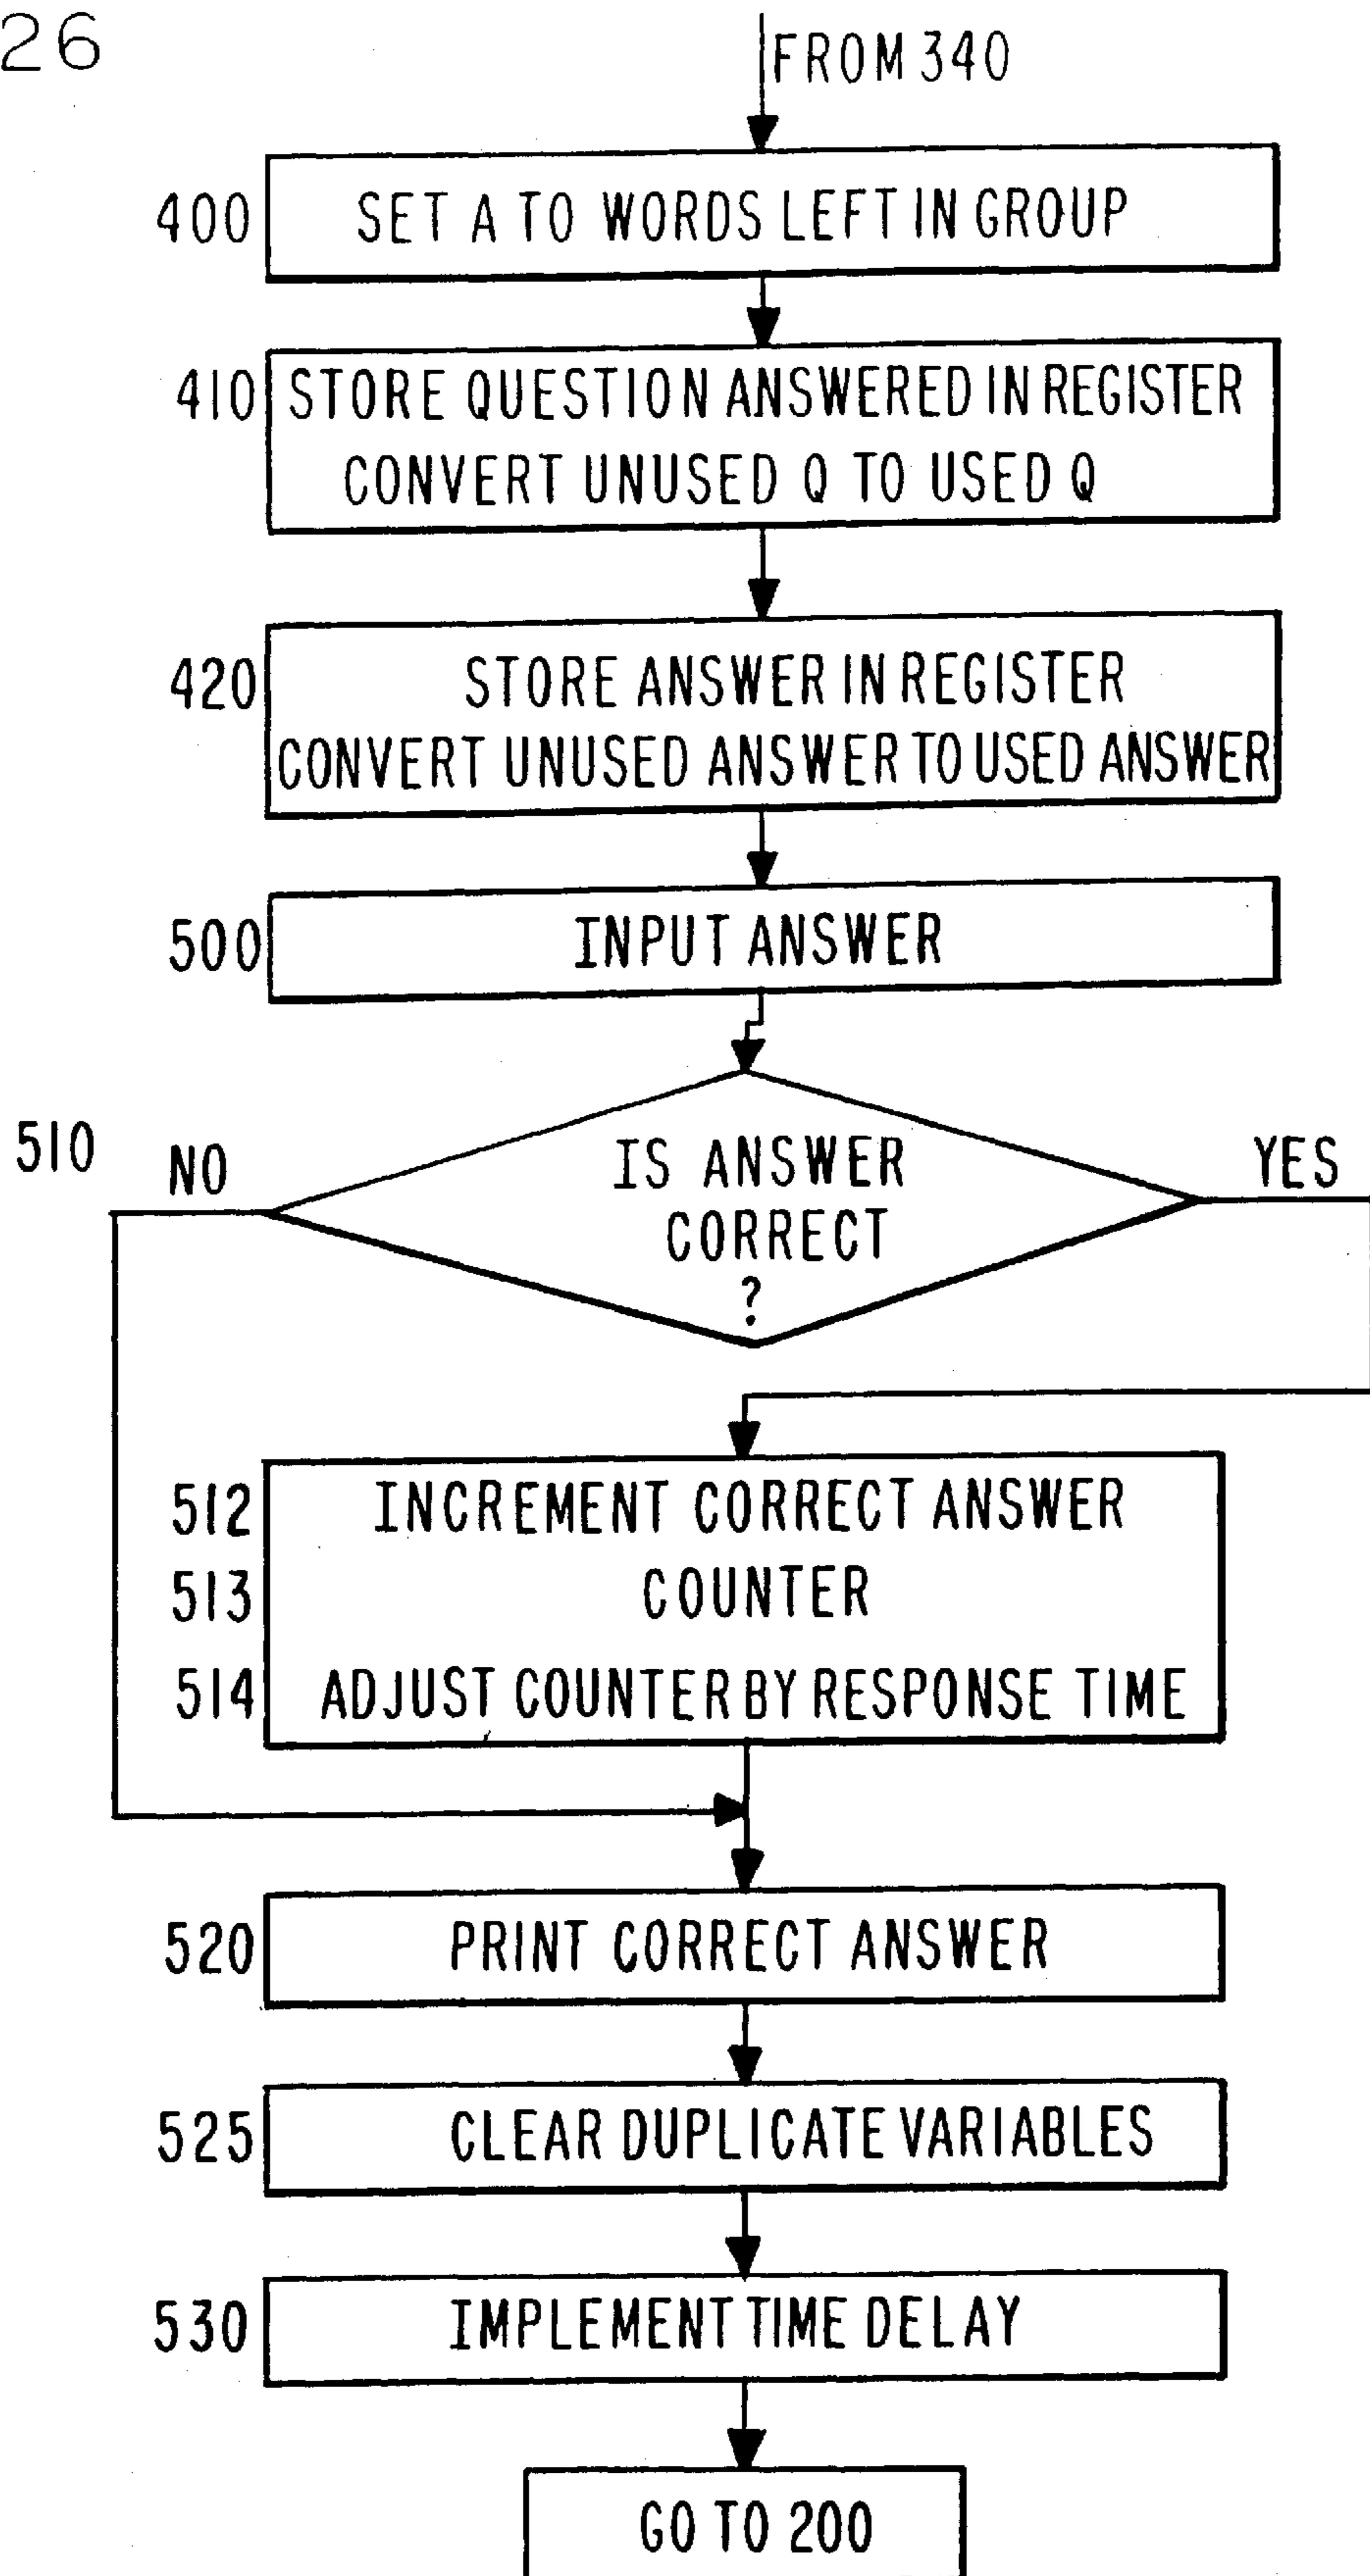 26
FROM 340
400 SET A TO WORDS LEFT IN GROUP
410 STORE QUESTION ANSWERED IN REGISTER
CONVERT UNUSED Q TO USED Q
420 STORE ANSWER IN REGISTER
CONVERT UNUSED ANSWER TO USED ANSWER
500 INPUT ANSWER
510 NO
IS ANSWER
YES
CORRECT
?
512 INCREMENT CORRECT ANSWER
513 COUNTER
514 ADJUST COUNTER BY RESPONSE TIME
520 PRINT CORRECT ANSWER
525 CLEAR DUPLICATE VARIABLES
530 IMPLEMENT TIME DELAY
GO TO 200